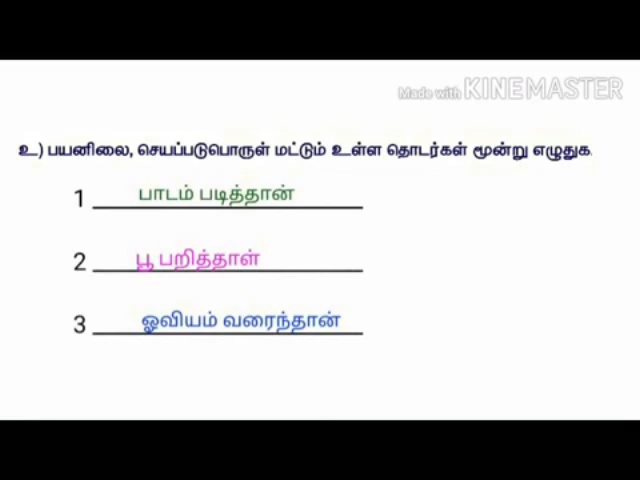 Made with KINEMASTER
உ) பயனிலை, செயப்படுபொருள் மட்டும் உள்ள தொடர்கள் மூன்று எழுதுக.
1 பாடம் படித்தான்
2 பூ பறித்தாள்
3 ஓவியம் வரைந்தான்